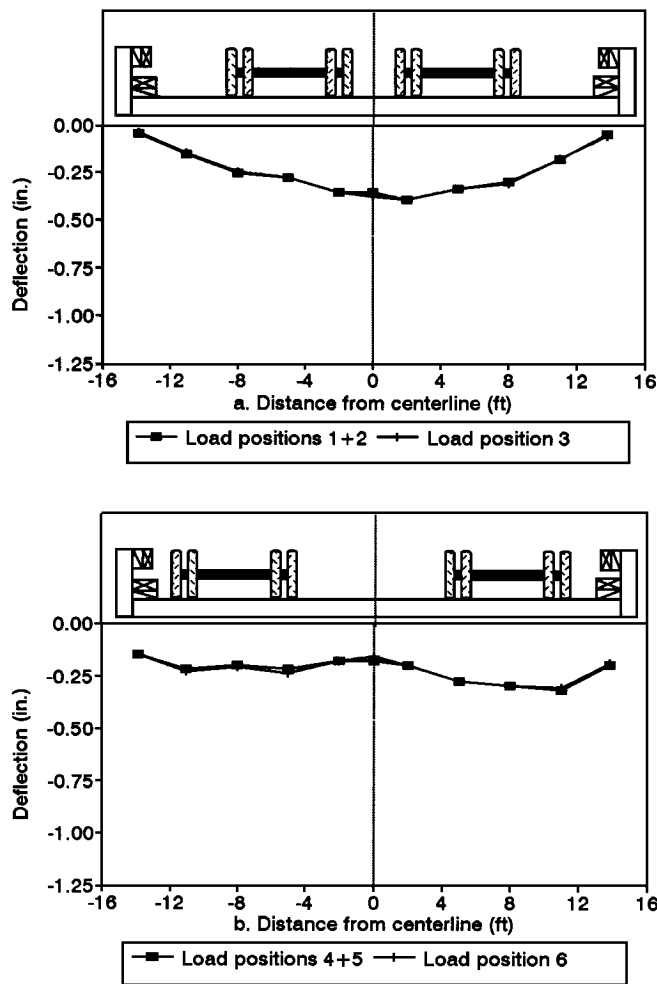 0.00
-0.25
-0.50
-0.75
-1.00
-1.25
Deflection (in.)
-16 -12 -8 -4 0 4 8 12 16
a. Distance from centerline (ft)
Load positions 1+2 Load position 3
0.00
-0.25
-0.50
-0.75
-1.00
-1.25
Deflection (in.)
-16 -12 -8 -4 0 4 8 12 16
b. Distance from centerline (ft)
Load positions 4+5 Load position 6